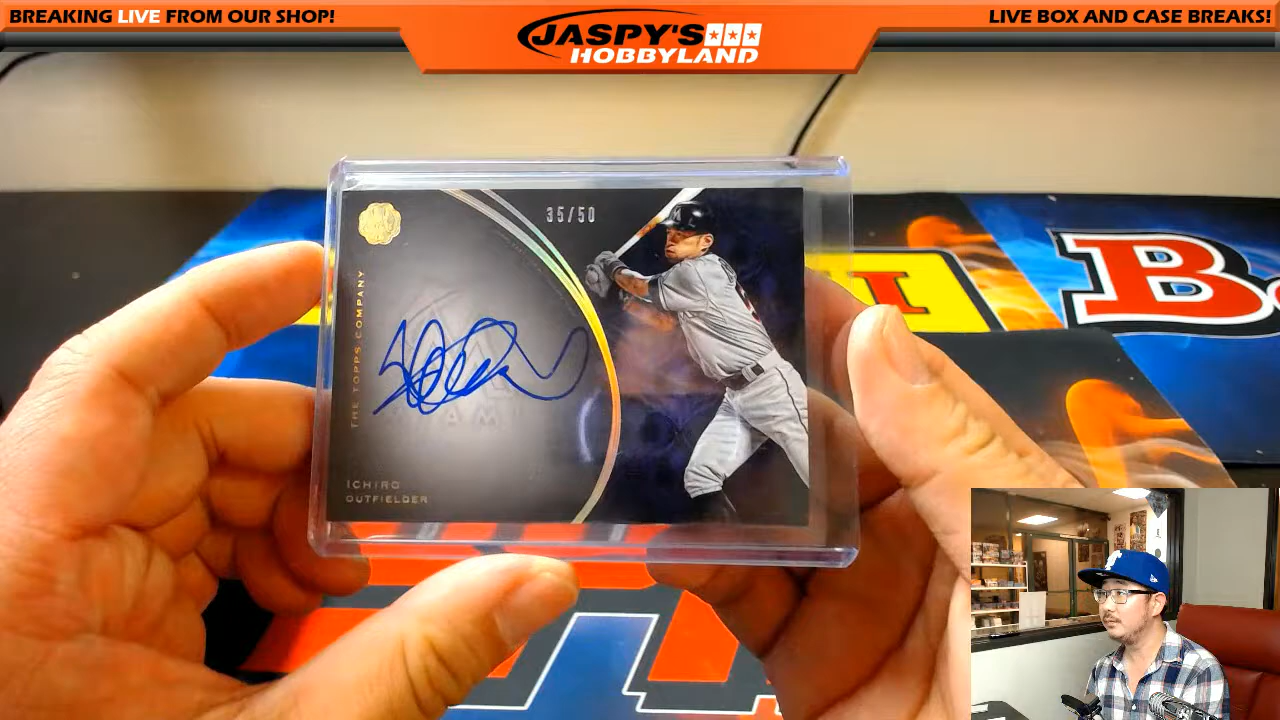 BREAKING LIVE FROM OUR SHOP!
JASPY'S
HOBBYLAND
LIVE BOX AND CASE BREAKS!
35/50
THE TOPPS COMPANY
MIAMI
ICHIRO
OUTFIELDER